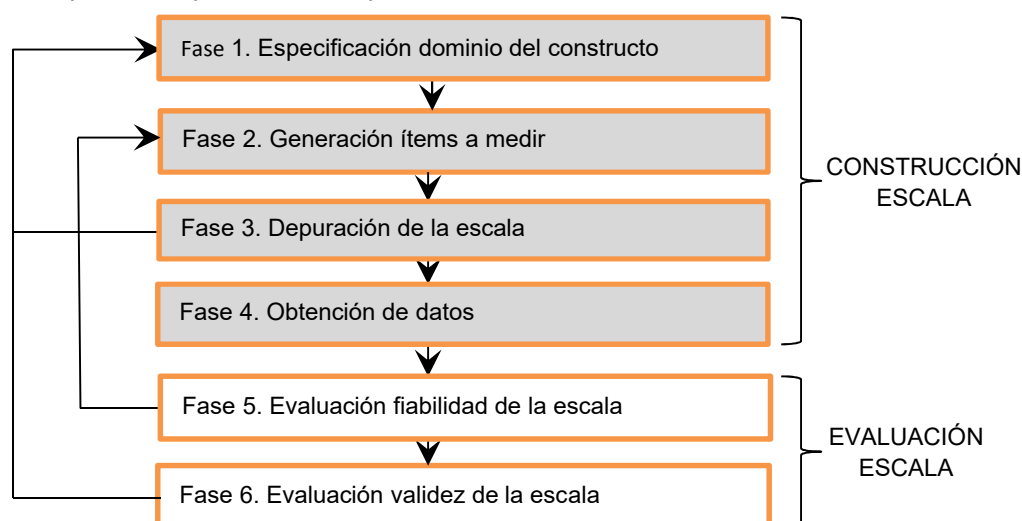 Fase 1. Especificación dominio del constructo
Fase 2. Generación ítems a medir
Fase 3. Depuración de la escala
Fase 4. Obtención de datos
CONSTRUCCIÓN
ESCALA
Fase 5. Evaluación fiabilidad de la escala
Fase 6. Evaluación validez de la escala
EVALUACIÓN
ESCALA